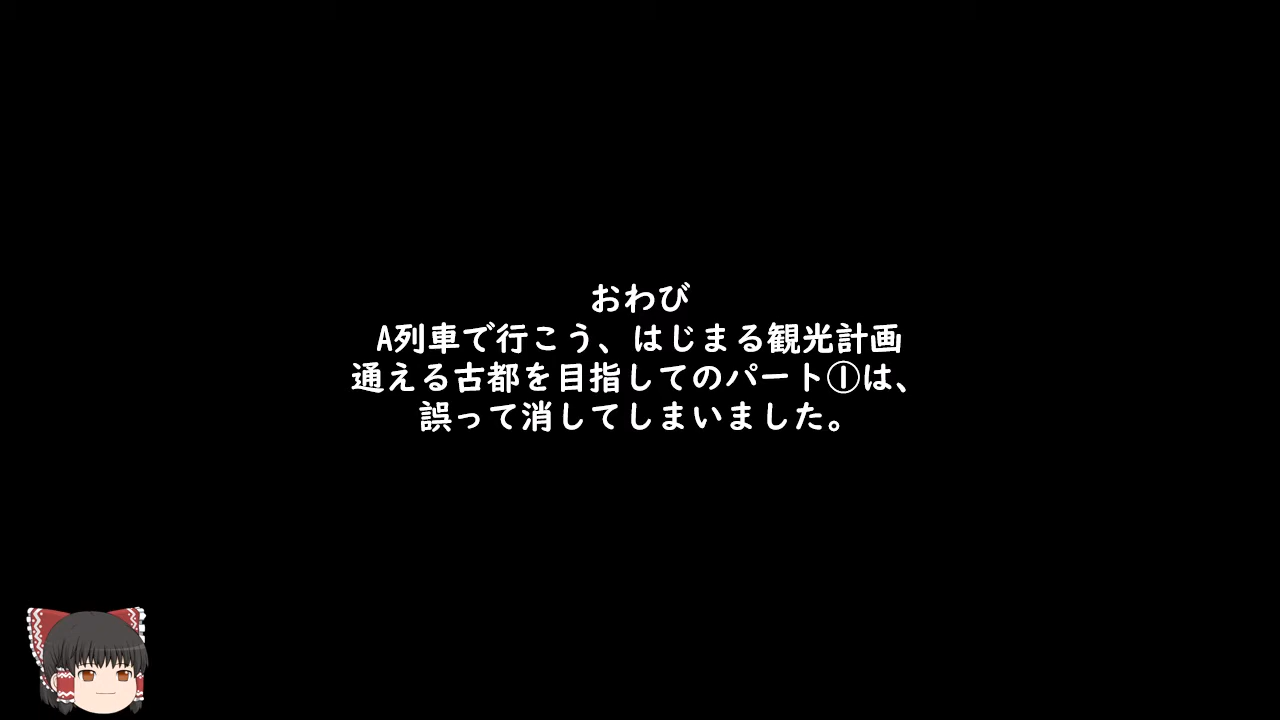 おわび
A列車で行こう、はじまる観光計画
通える古都を目指してのパート①は、
誤って消してしまいました。